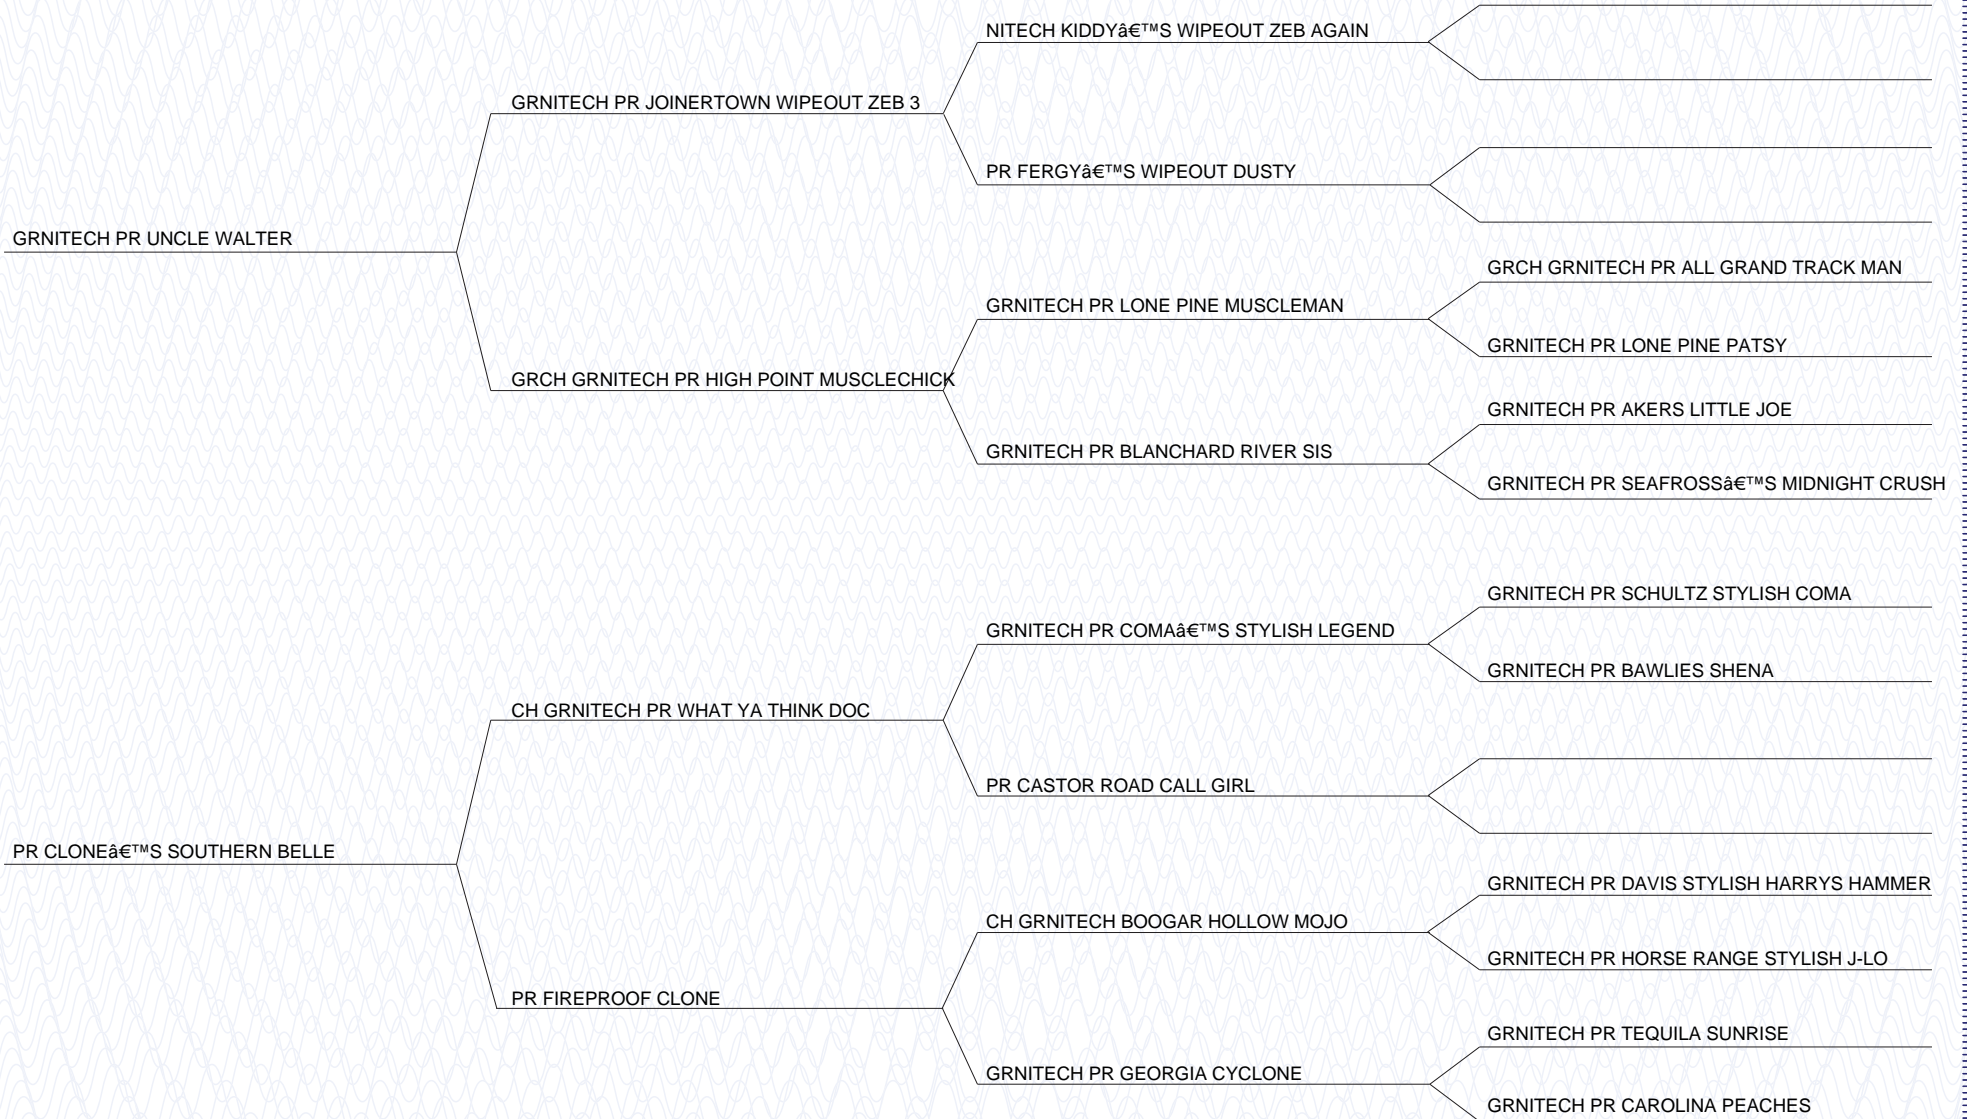 NITECH KIDDYâ€™S WIPEOUT ZEB AGAIN
GRNITECH PR JOINERTOWN WIPEOUT ZEB 3
PR FERGYâ€™S WIPEOUT DUSTY
GRNITECH PR UNCLE WALTER
GRCH GRNITECH PR ALL GRAND TRACK MAN
GRNITECH PR LONE PINE MUSCLEMAN
GRNITECH PR LONE PINE PATSY
GRCH GRNITECH PR HIGH POINT MUSCLECHICK
GRNITECH PR AKERS LITTLE JOE
GRNITECH PR BLANCHARD RIVER SIS
GRNITECH PR SEAFROSSâ€™S MIDNIGHT CRUSH
GRNITECH PR SCHULTZ STYLISH COMA
GRNITECH PR COMAâ€™S STYLISH LEGEND
GRNITECH PR BAWLIES SHENA
CH GRNITECH PR WHAT YA THINK DOC
PR CASTOR ROAD CALL GIRL
PR CLONEâ€™S SOUTHERN BELLE
GRNITECH PR DAVIS STYLISH HARRYS HAMMER
CH GRNITECH BOOGAR HOLLOW MOJO
GRNITECH PR HORSE RANGE STYLISH J-LO
PR FIREPROOF CLONE
GRNITECH PR TEQUILA SUNRISE
GRNITECH PR GEORGIA CYCLONE
GRNITECH PR CAROLINA PEACHES